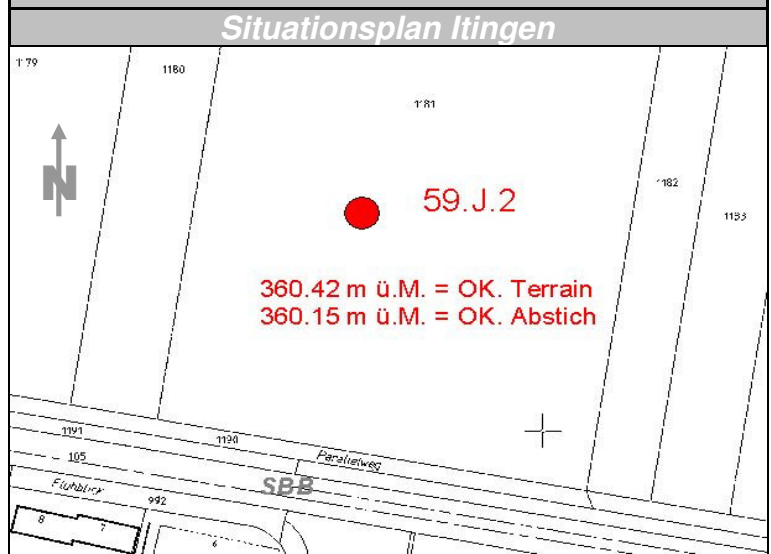 Situationsplan Itingen
1179
1180
1181
N
59.J.2
1182
1183
360.42 m ü.M. = OK. Terrain
360.15 m ü.M. = OK. Abstich
1191
1190
Parallelweg
105
SBB
Fluhblick
992
8
7
6